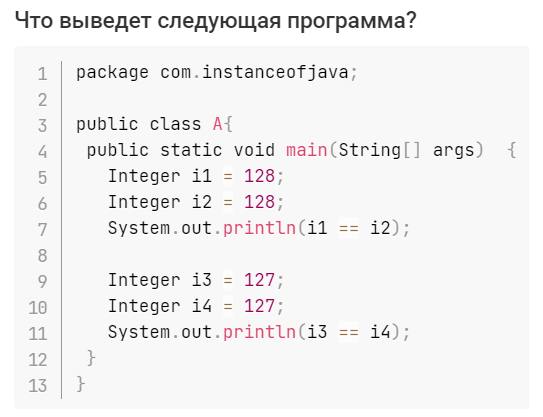 Что выведет следующая программа?
1 package com.instanceofjava;
2
3 public class A{
4  public static void main(String[] args)  {
5    Integer i1 = 128;
6    Integer i2 = 128;
7    System.out.println(i1 == i2);
8
9    Integer i3 = 127;
10    Integer i4 = 127;
11    System.out.println(i3 == i4);
12  }
13 }